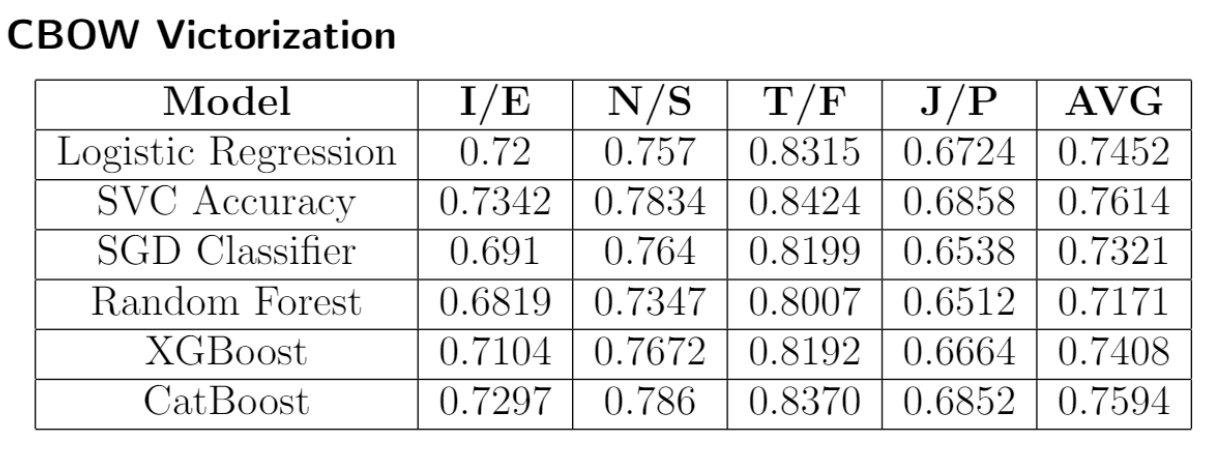 CBOW Victorization
Model I/E N/S T/F J/P AVG
Logistic Regression 0.72 0.757 0.8315 0.6724 0.7452
SVC Accuracy 0.7342 0.7834 0.8424 0.6858 0.7614
SGD Classifier 0.691 0.764 0.8199 0.6538 0.7321
Random Forest 0.6819 0.7347 0.8007 0.6512 0.7171
XGBoost 0.7104 0.7672 0.8192 0.6664 0.7408
CatBoost 0.7297 0.786 0.8370 0.6852 0.7594